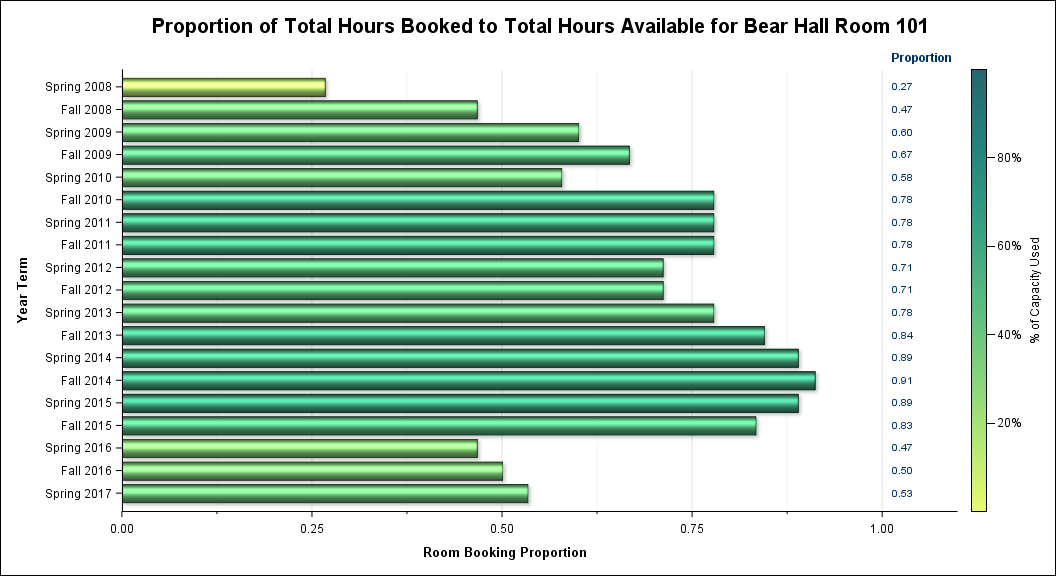 Proportion of Total Hours Booked to Total Hours Available for Bear Hall Room 101
Proportion
Spring 2008 0.27
Fall 2008 0.47
Spring 2009 0.60
Fall 2009 0.67
Spring 2010 0.58
Fall 2010 0.78
Spring 2011 0.78
Fall 2011 0.78
Spring 2012 0.71
Fall 2012 0.71
Spring 2013 0.78
Fall 2013 0.84
Spring 2014 0.89
Fall 2014 0.91
Spring 2015 0.89
Fall 2015 0.83
Spring 2016 0.47
Fall 2016 0.50
Spring 2017 0.53
Year Term
0.00 0.25 0.50 0.75 1.00
Room Booking Proportion
80%
60%
40%
20%
% of Capacity Used